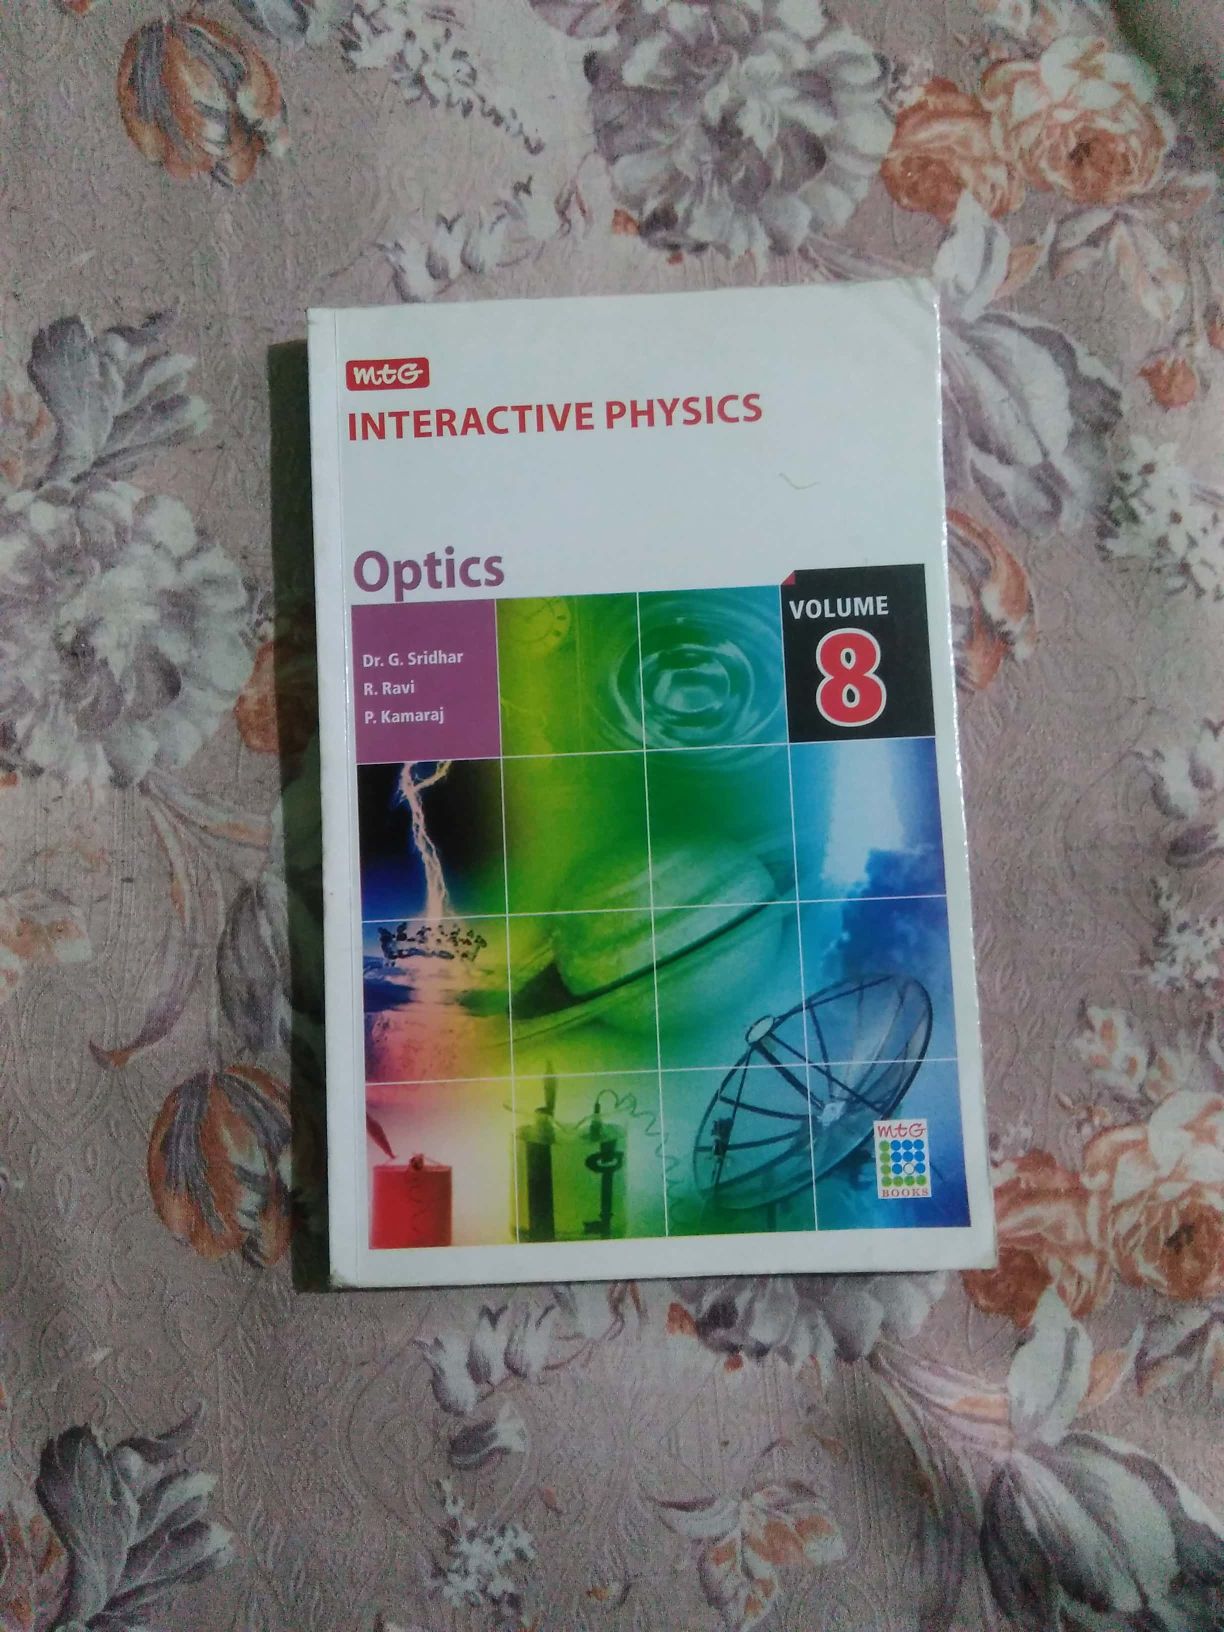 mtG
INTERACTIVE PHYSICS
Optics
VOLUME
8
Dr. G. Sridhar
R. Ravi
P. Kamaraj
mtG
BOOKS